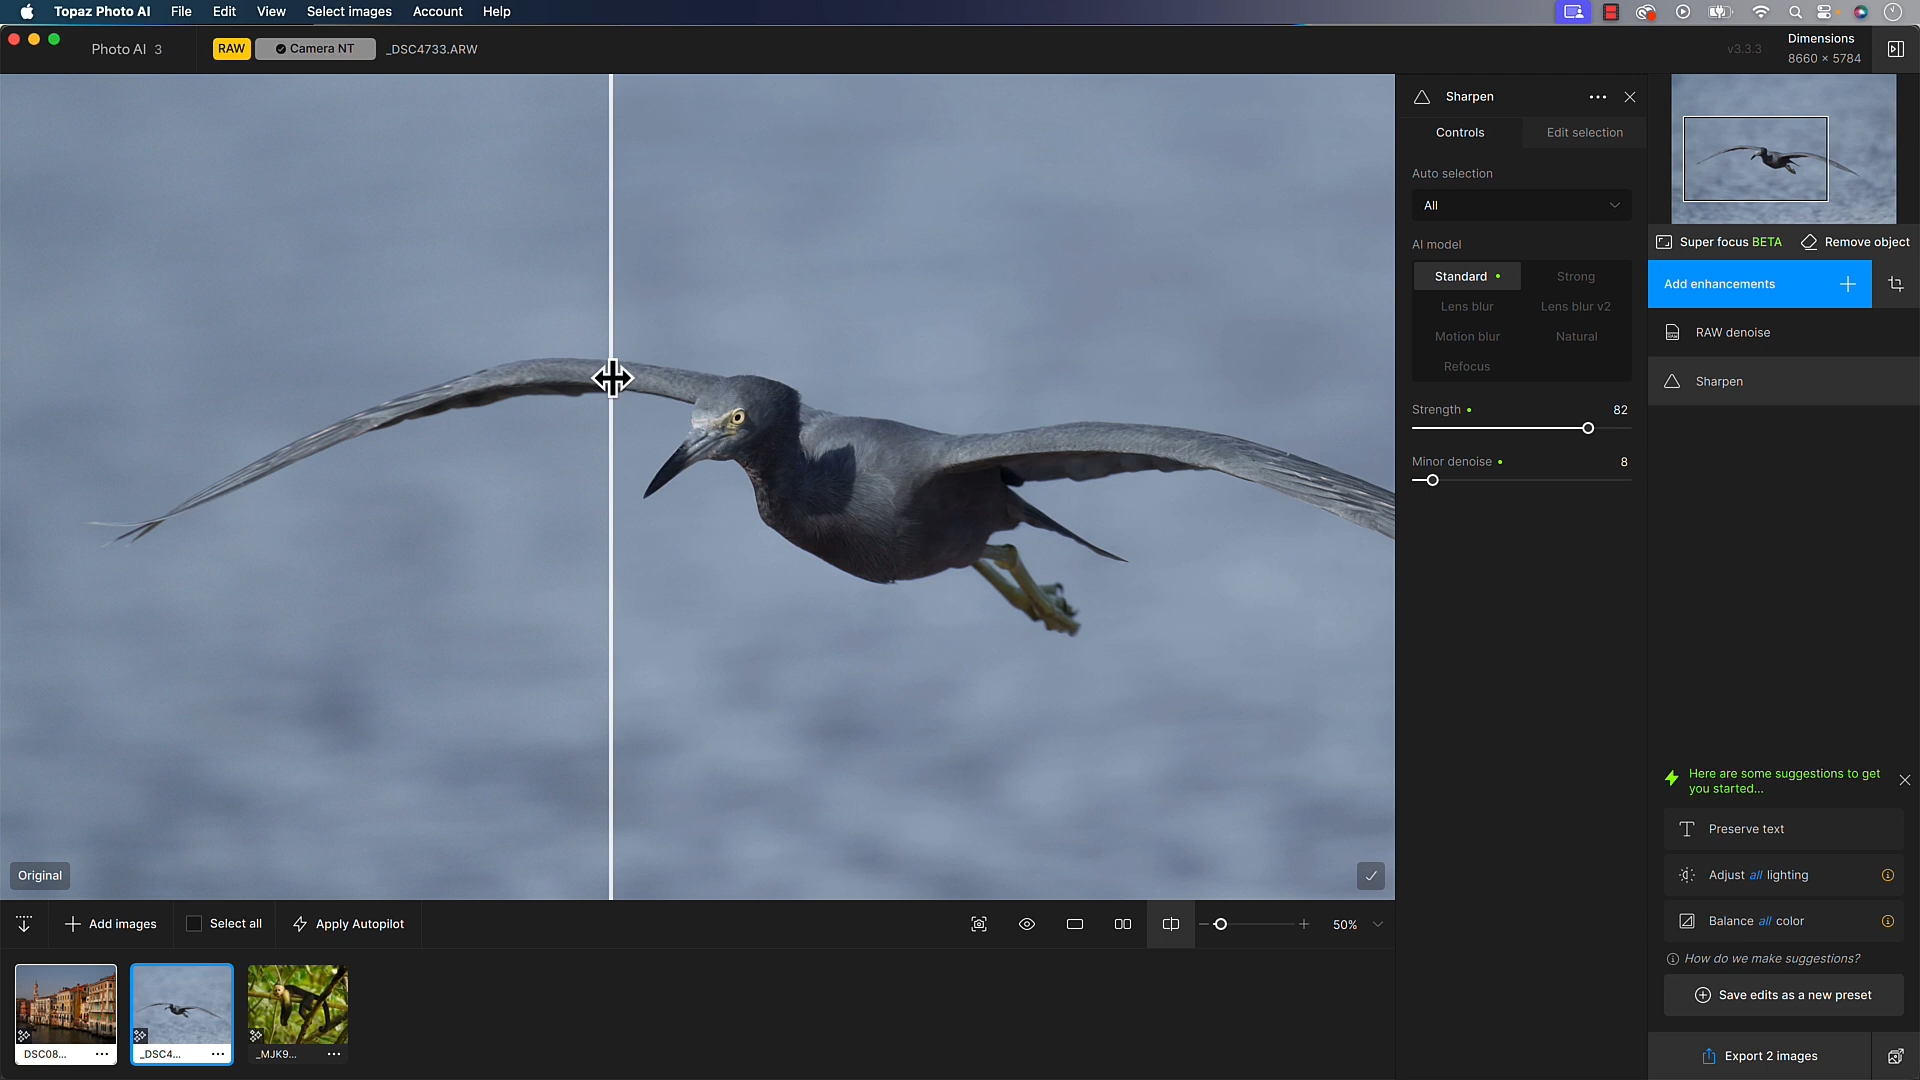 Topaz Photo AI File Edit View Select images Account Help
Photo AI 3
RAW
Camera NT
_DSC4733.ARW
v3.3.3
Dimensions
8660 × 5784
Sharpen
Controls
Edit selection
Auto selection
All
AI model
Standard
Strong
Lens blur
Lens blur v2
Motion blur
Natural
Refocus
Strength 82
Minor denoise 8
Super focus BETA
Remove object
Add enhancements
RAW denoise
Sharpen
Here are some suggestions to get
you started...
Preserve text
Adjust all lighting
Balance all color
How do we make suggestions?
Save edits as a new preset
Export 2 images
Original
Add images
Select all
Apply Autopilot
50%
DSC08...
_DSC4...
_MJK9...